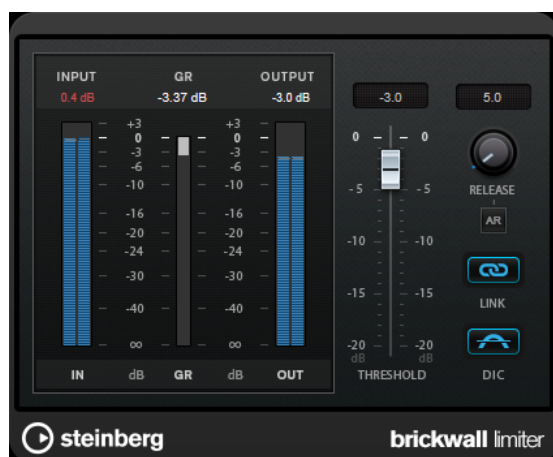 INPUT GR OUTPUT
0.4 dB -3.37 dB -3.0 dB -3.0 5.0
+3 +3
0 0 0 0
-3 -3
-6 -6
-10 -10 -5 -5 RELEASE
-16 -16 AR
-20 -20
-24 -24 -10 -10
-30 -30
-15 -15 LINK
-40 -40
∞ ∞ -20 -20
dB dB
IN dB GR dB OUT THRESHOLD DIC
steinberg brickwall limiter